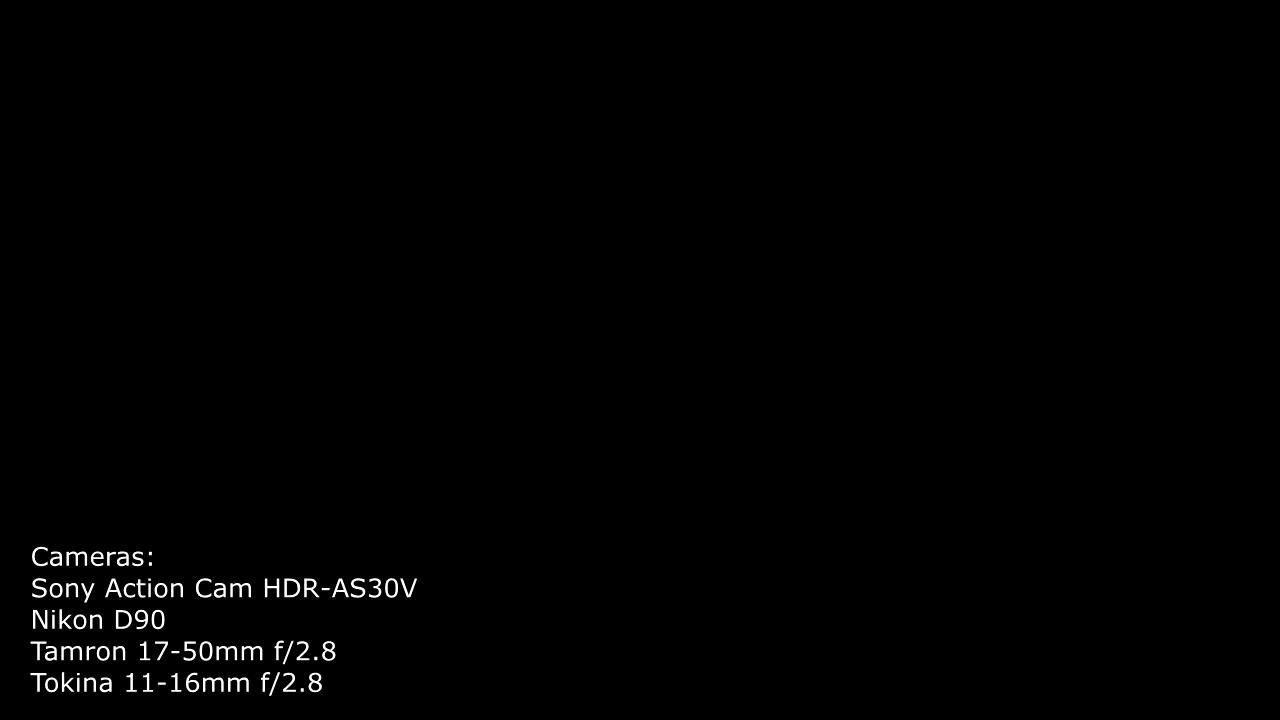 Cameras:
Sony Action Cam HDR-AS30V
Nikon D90
Tamron 17-50mm f/2.8
Tokina 11-16mm f/2.8